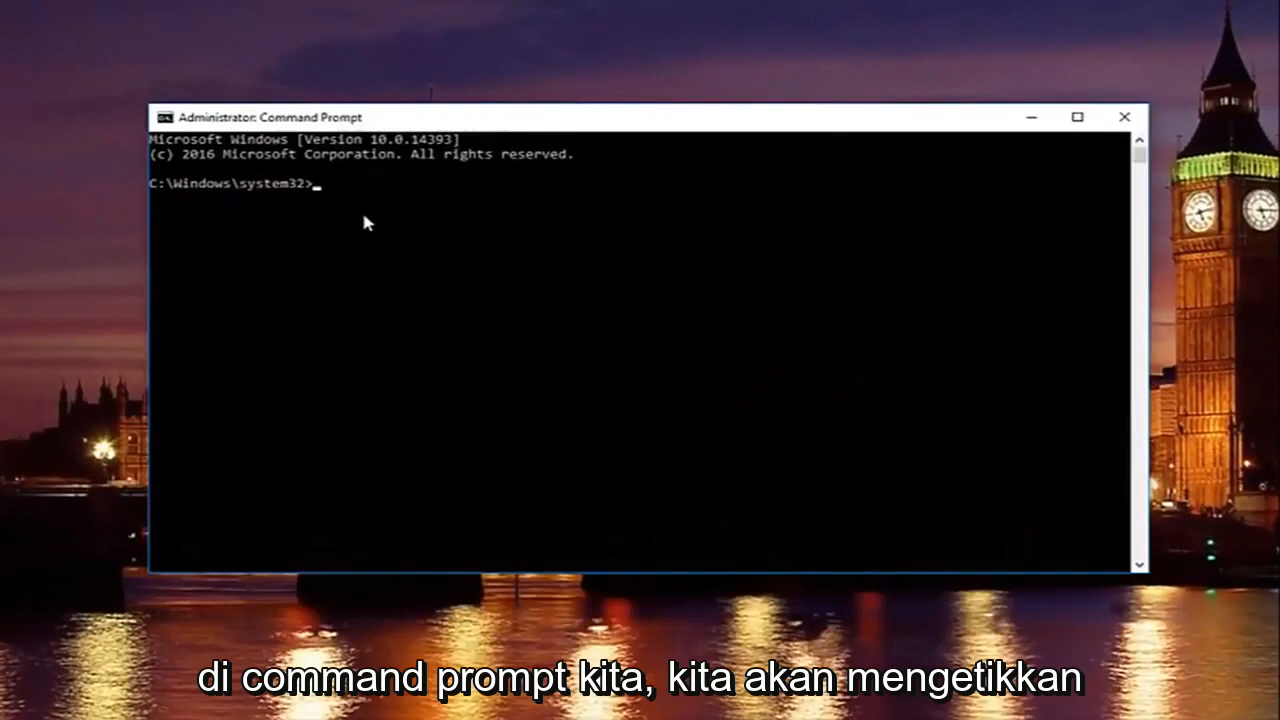 Administrator: Command Prompt
Microsoft Windows [Version 10.0.14393]
(c) 2016 Microsoft Corporation. All rights reserved.
C:\Windows\system32>
di command prompt kita, kita akan mengetikkan